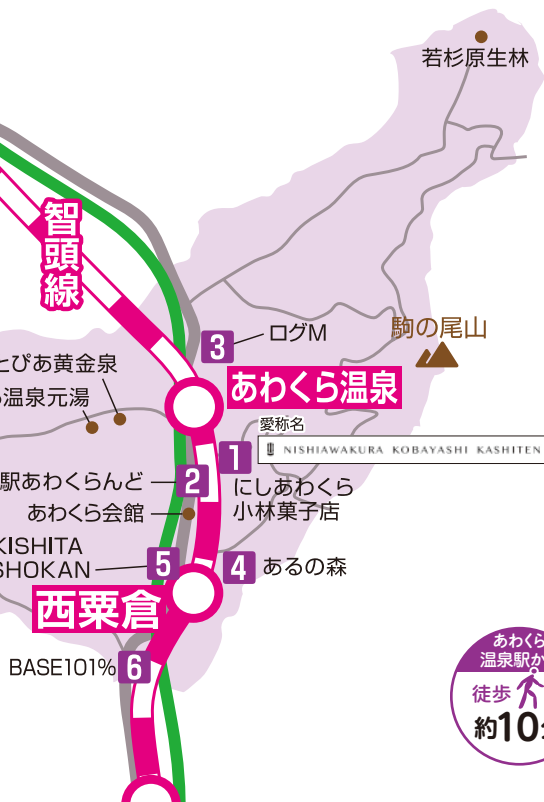 若杉原生林
智頭線
駒の尾山
3
ログM
とぴあ黄金泉
温泉元湯
あわくら温泉
愛称名
NISHIAWAKURA KOBAYASHI KASHITEN
1
にしあわくら
小林菓子店
駅あわくらんど
2
あわくら会館
KISHITA
SHOKAN
5
4
あるの森
西粟倉
BASE101%
6
あわくら
温泉駅か
徒歩
約10分